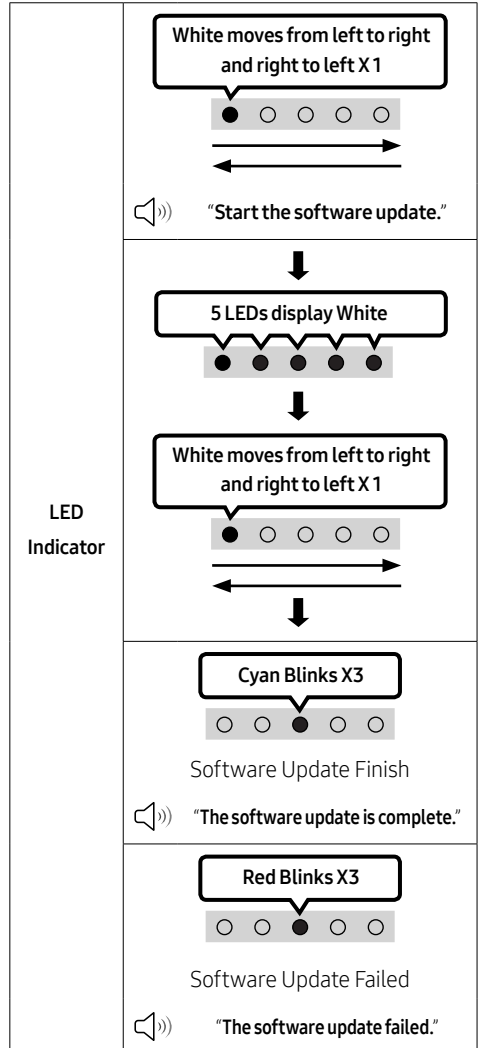 White moves from left to right
and right to left X 1
“Start the software update.”
5 LEDs display White
White moves from left to right
and right to left X 1
LED
Indicator
Cyan Blinks X3
Software Update Finish
“The software update is complete.”
Red Blinks X3
Software Update Failed
“The software update failed.”